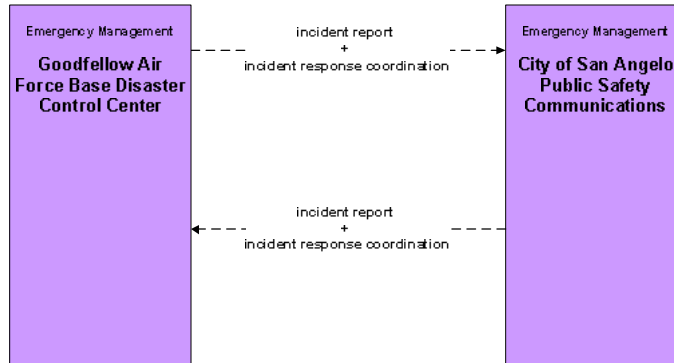 Emergency Management
Goodfellow Air
Force Base Disaster
Control Center
incident report
+
incident response coordination
Emergency Management
City of San Angelo
Public Safety
Communications
incident report
+
incident response coordination